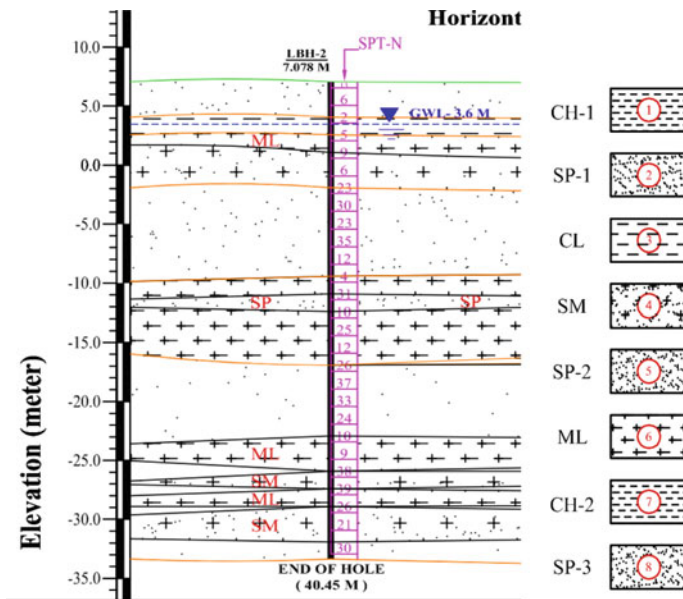 Horizont
SPT-N
LBH-2
7.078 M
10.0
5.0
0.0
-5.0
-10.0
-15.0
-20.0
-25.0
-30.0
-35.0
Elevation (meter)
GWL - 3.6 M
ML
SP
SP
ML
SM
ML
SM
6
2
5
9
6
23
30
23
35
12
4
31
10
25
12
26
37
33
24
10
9
38
39
26
21
30
END OF HOLE
( 40.45 M )
CH-1
1
SP-1
2
CL
3
SM
4
SP-2
5
ML
6
CH-2
7
SP-3
8